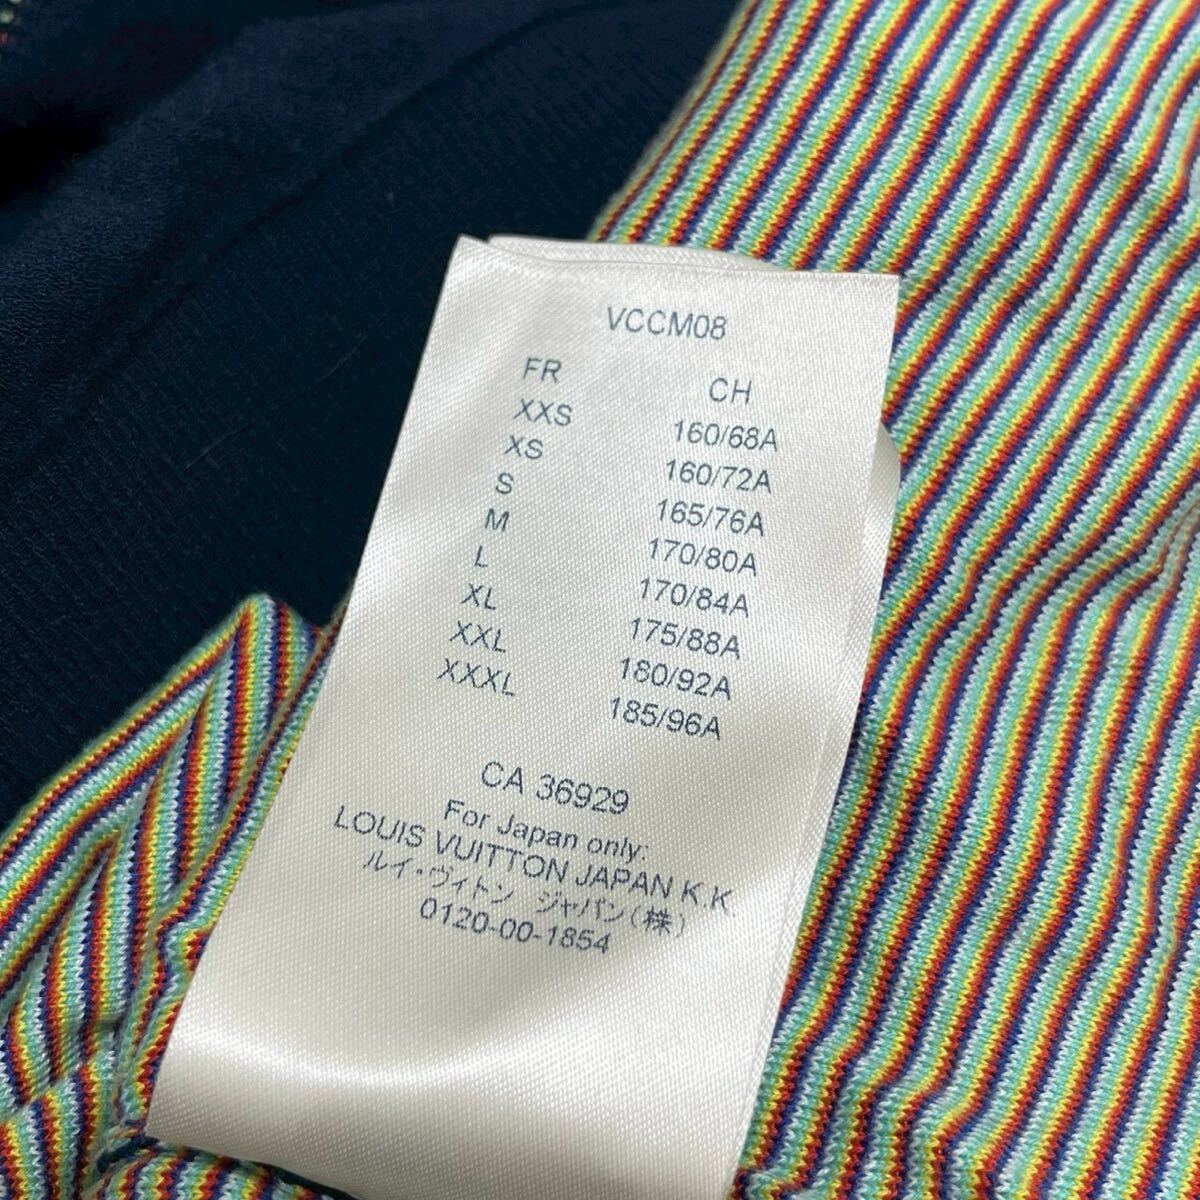 VCCM08
FR CH
XXS 160/68A
XS 160/72A
S 165/76A
M 170/80A
L 170/84A
XL 175/88A
XXL 180/92A
XXXL 185/96A
CA 36929
For Japan only:
LOUIS VUITTON JAPAN K.K.
ルイ・ヴィトン ジャパン(株)
0120-00-1854